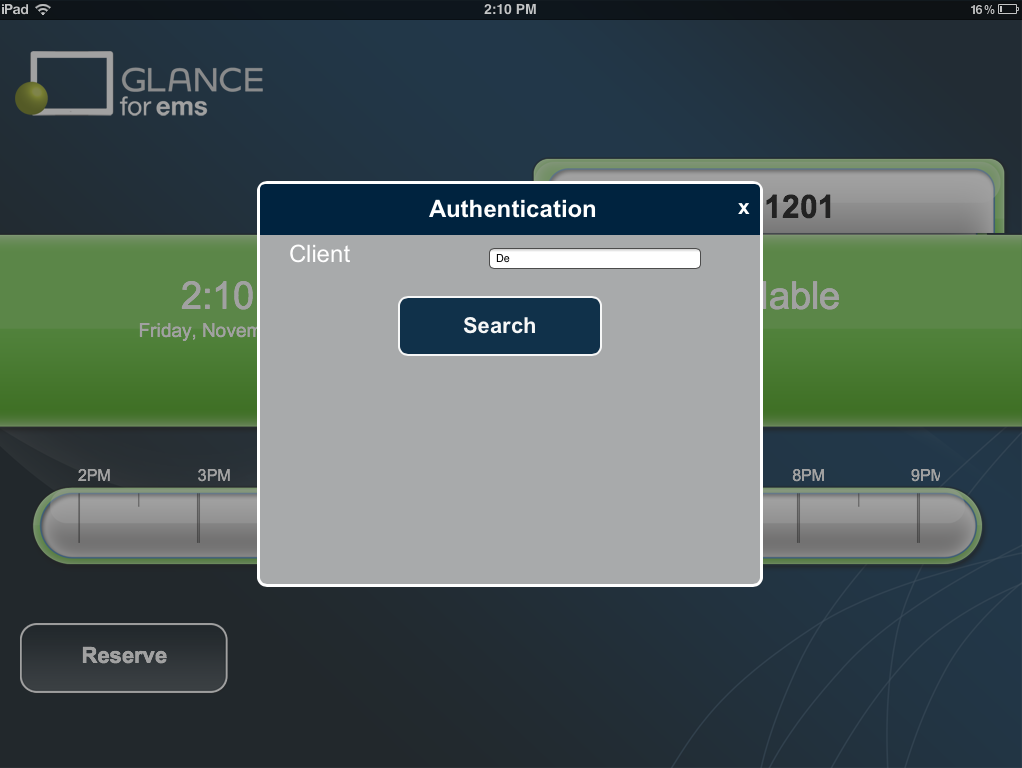 iPad 2:10 PM 16%
GLANCE
for ems
1201
Authentication x
Client De
Search
2:10 lable
Friday, Novem
2PM 3PM 8PM 9PM
Reserve